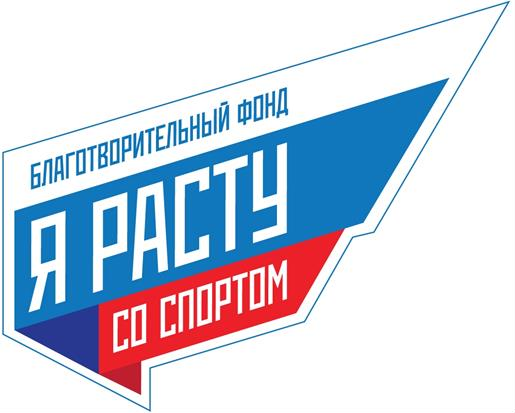 БЛАГОТВОРИТЕЛЬНЫЙ ФОНД
Я РАСТУ
СО СПОРТОМ